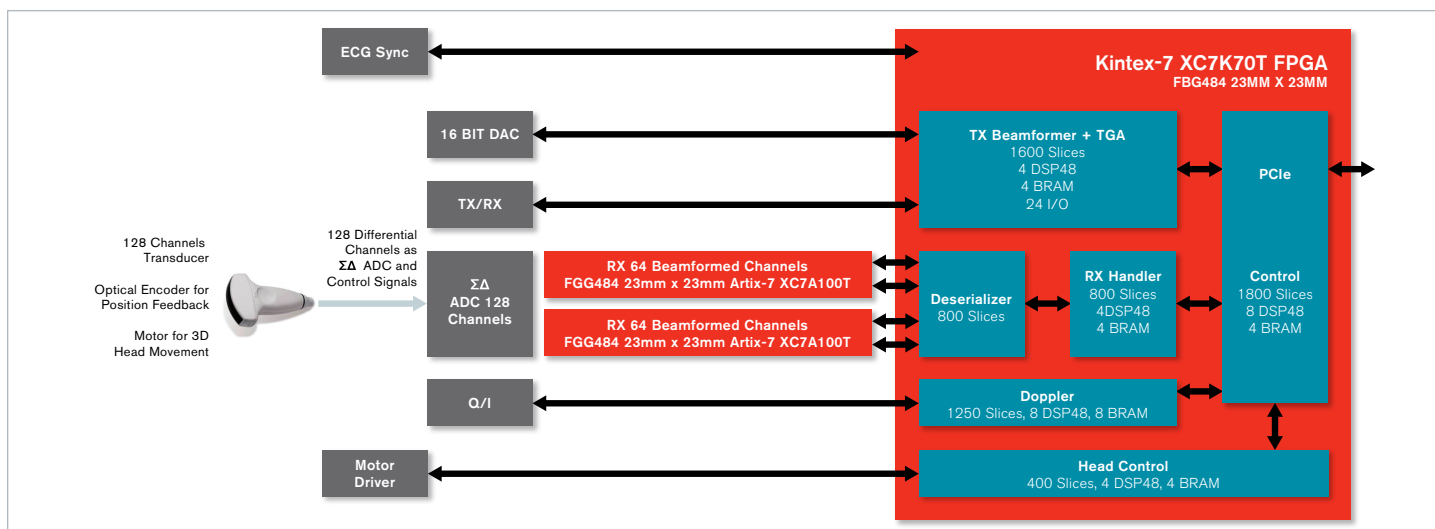 ECG Sync
Kintex-7 XC7K70T FPGA
FBG484 23MM X 23MM
16 BIT DAC
TX Beamformer + TGA
1600 Slices
4 DSP48
4 BRAM
24 I/O
PCIe
TX/RX
128 Channels
Transducer
Optical Encoder for
Position Feedback
Motor for 3D
Head Movement
128 Differential
Channels as
ΣΔ ADC and
Control Signals
ΣΔ
ADC 128
Channels
RX 64 Beamformed Channels
FGG484 23mm x 23mm Artix-7 XC7A100T
RX 64 Beamformed Channels
FGG484 23mm x 23mm Artix-7 XC7A100T
Deserializer
800 Slices
RX Handler
800 Slices
4DSP48
4 BRAM
Control
1800 Slices
8 DSP48
4 BRAM
Q/I
Doppler
1250 Slices, 8 DSP48, 8 BRAM
Motor
Driver
Head Control
400 Slices, 4 DSP48, 4 BRAM